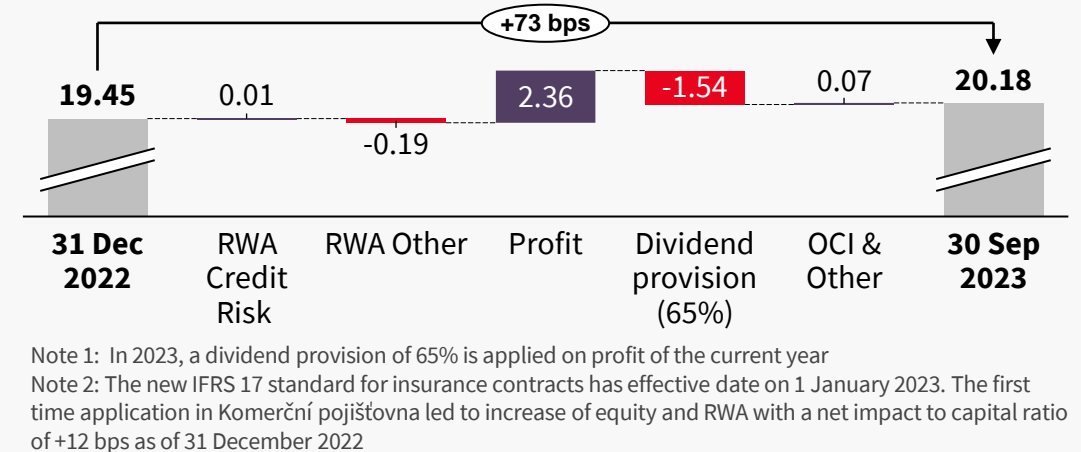 +73 bps
19.45
0.01
-0.19
2.36
-1.54
0.07
20.18
31 Dec
2022
RWA
Credit
Risk
RWA Other
Profit
Dividend
provision
(65%)
OCI &
Other
30 Sep
2023
Note 1:  In 2023, a dividend provision of 65% is applied on profit of the current year
Note 2: The new IFRS 17 standard for insurance contracts has effective date on 1 January 2023. The first
time application in Komerční pojišťovna led to increase of equity and RWA with a net impact to capital ratio
of +12 bps as of 31 December 2022